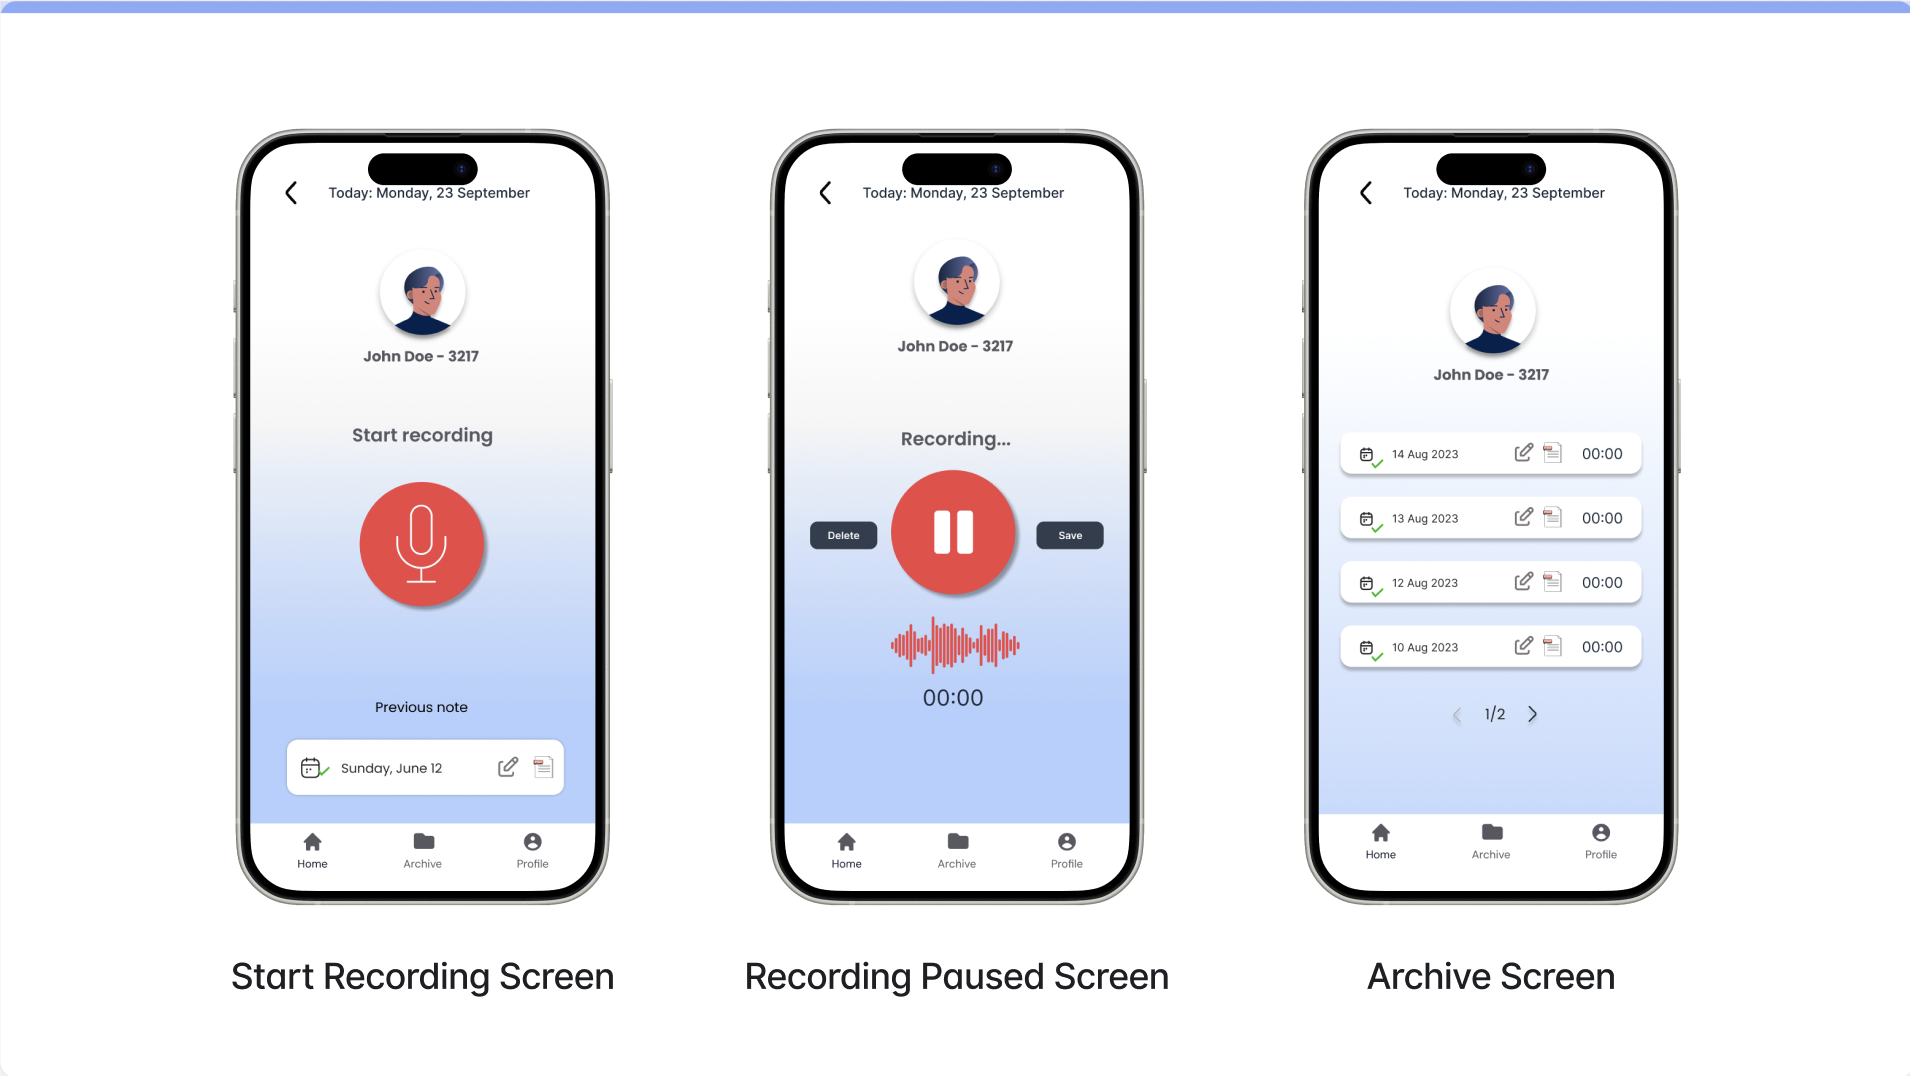 Today: Monday, 23 September
John Doe - 3217
Start recording
Previous note
Sunday, June 12
Home
Archive
Profile
Start Recording Screen
Today: Monday, 23 September
John Doe - 3217
Recording...
Delete
Save
00:00
Home
Archive
Profile
Recording Paused Screen
Today: Monday, 23 September
John Doe - 3217
14 Aug 2023 00:00
13 Aug 2023 00:00
12 Aug 2023 00:00
10 Aug 2023 00:00
1/2
Home
Archive
Profile
Archive Screen